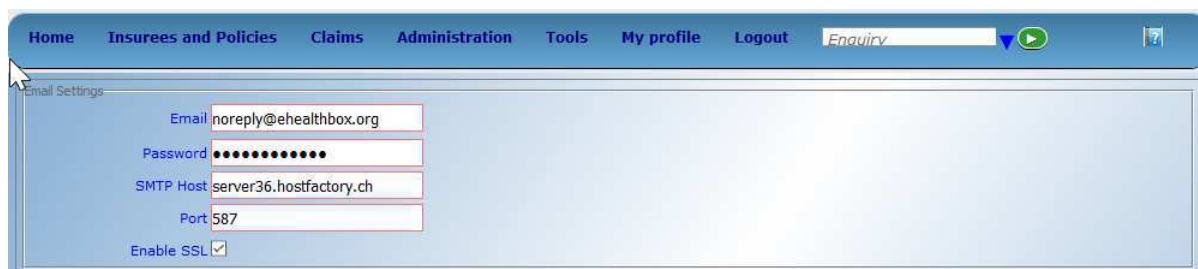 Home Insurees and Policies Claims Administration Tools My profile Logout Enquiry ?
Email Settings
Email noreply@ehealthbox.org
Password ••••••••••••
SMTP Host server36.hostfactory.ch
Port 587
Enable SSL